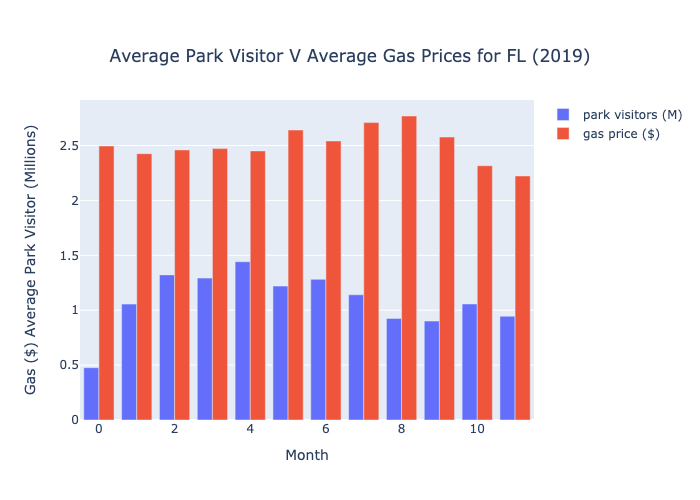 Average Park Visitor V Average Gas Prices for FL (2019)
park visitors (M)
gas price ($)
Gas ($) Average Park Visitor (Millions)
2.5
2
1.5
1
0.5
0
0 2 4 6 8 10
Month